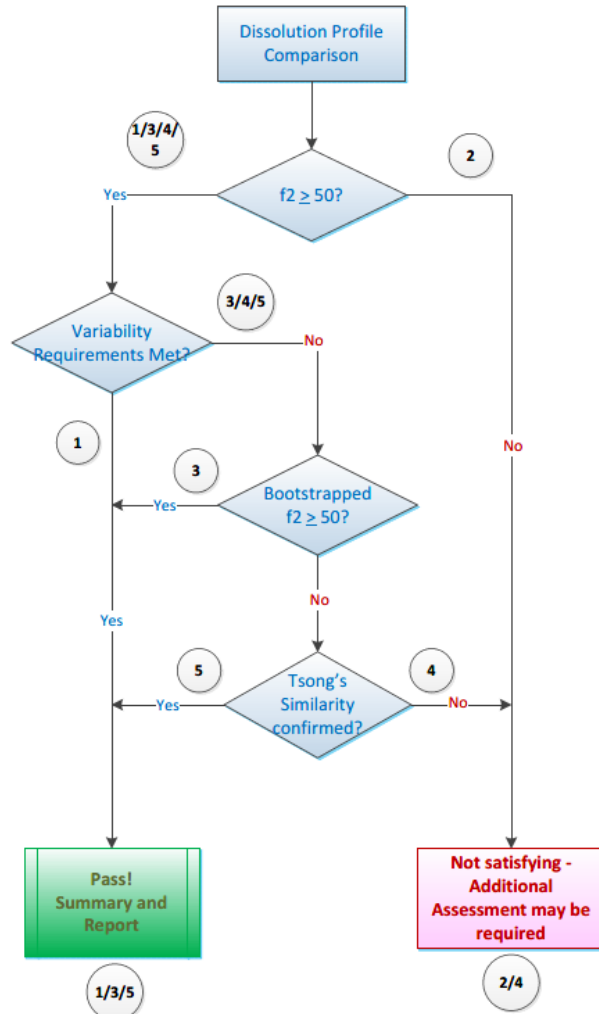 Dissolution Profile
Comparison
1/3/4/
5
2
f2 ≥ 50?
Yes
3/4/5
Variability
Requirements Met?
No
1
No
3
Bootstrapped
f2 ≥ 50?
Yes
No
Yes
5
4
Tsong's
Similarity
confirmed?
Yes
No
Pass!
Summary and
Report
Not satisfying -
Additional
Assessment may be
required
1/3/5
2/4